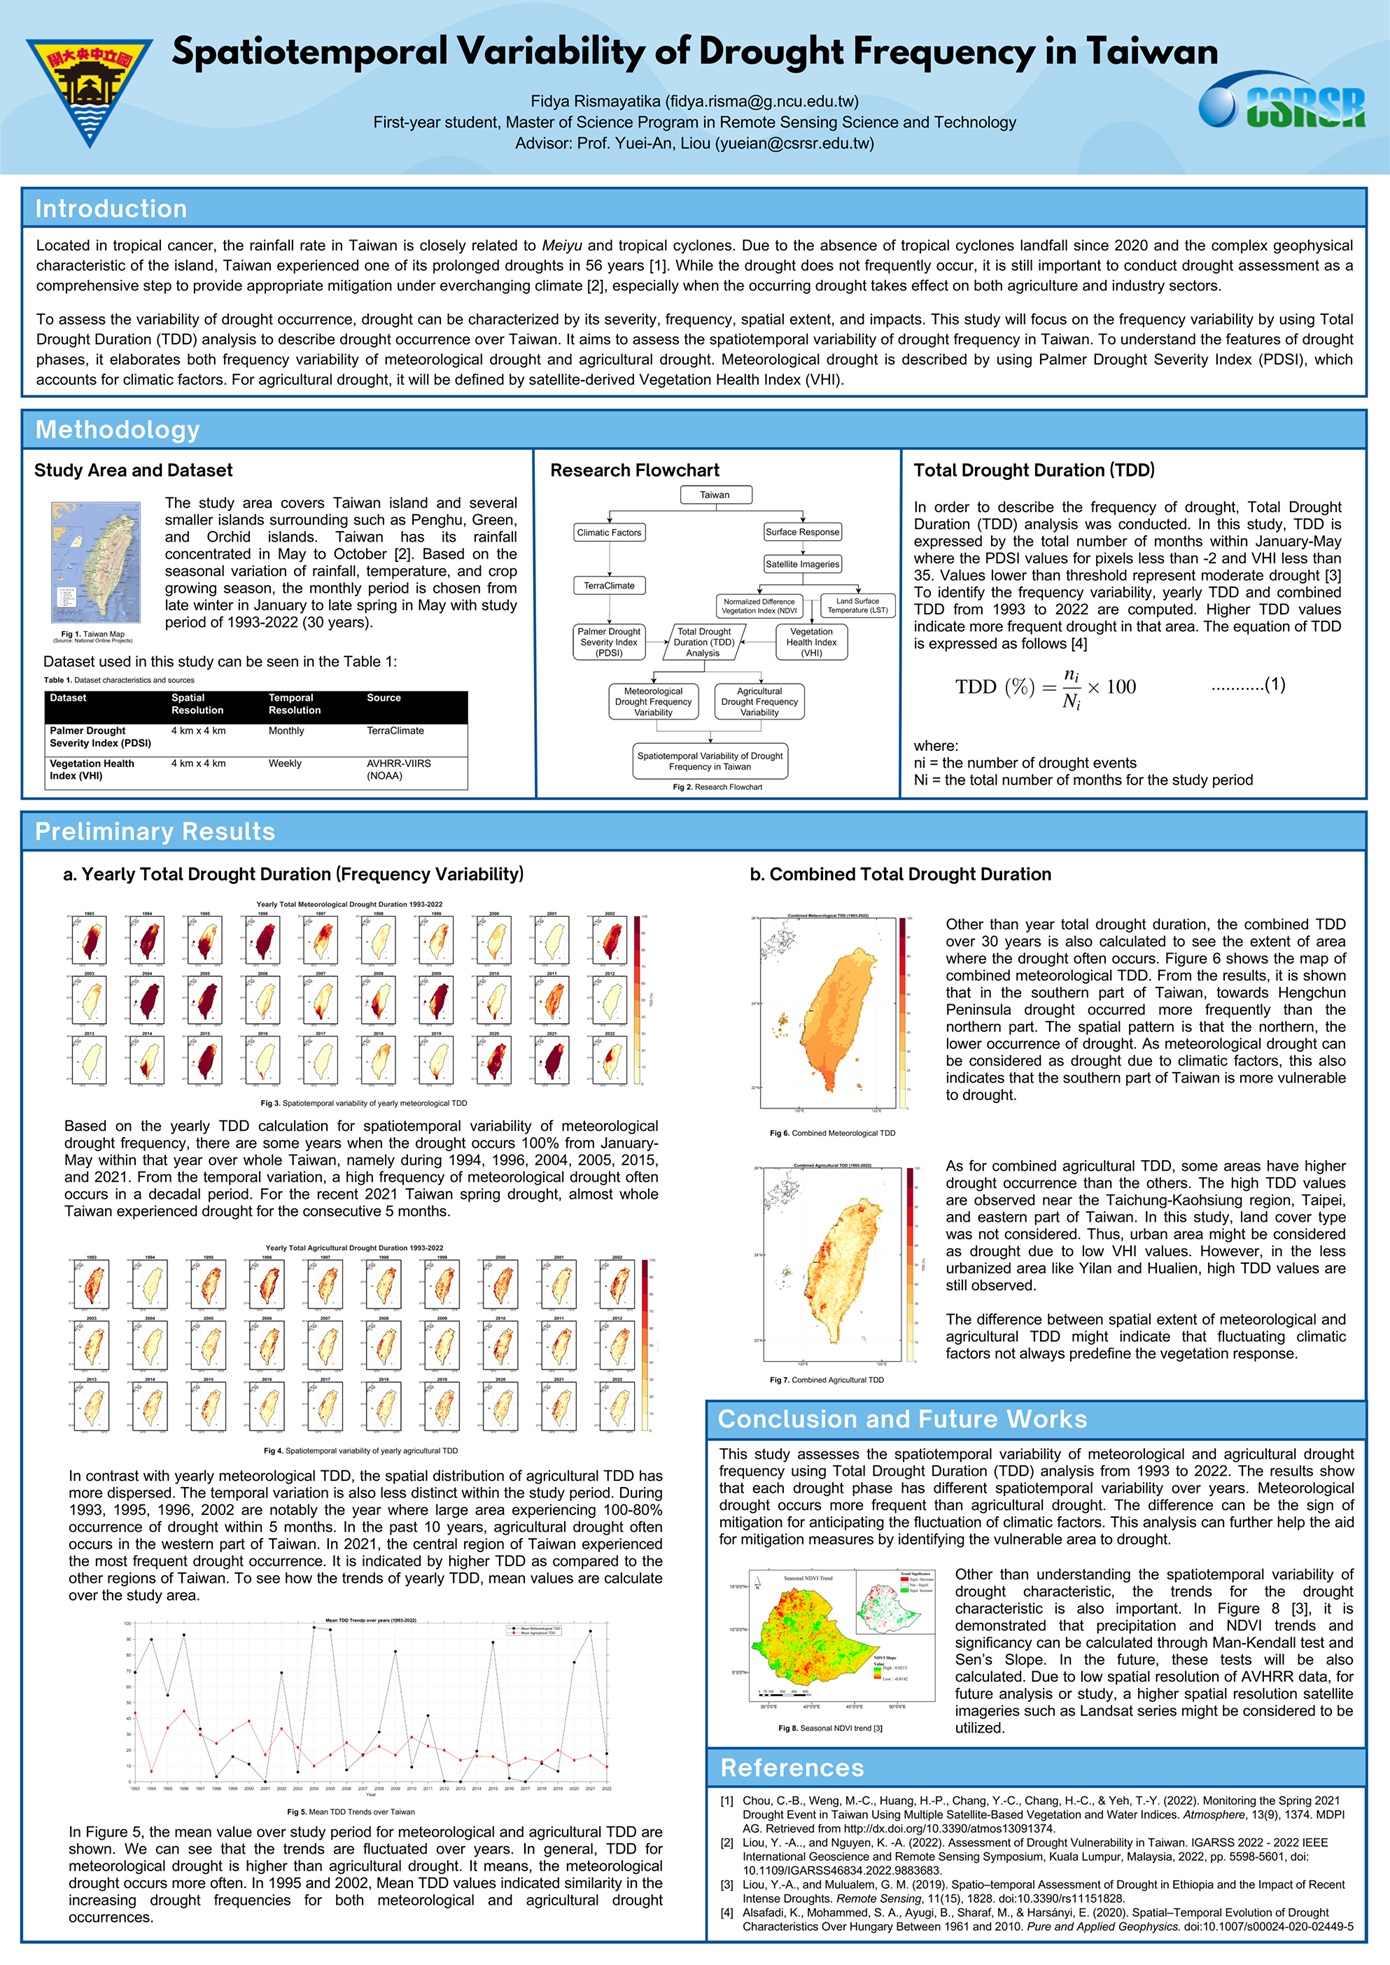 Spatiotemporal Variability of Drought Frequency in Taiwan
Fidya Rismayatika (fidya.risma@g.ncu.edu.tw)
First-year student, Master of Science Program in Remote Sensing Science and Technology
Advisor: Prof. Yuei-An, Liou (yueian@csrsr.edu.tw)
CSRSR
Introduction
Located in tropical cancer, the rainfall rate in Taiwan is closely related to Meiyu and tropical cyclones. Due to the absence of tropical cyclones landfall since 2020 and the complex geophysical
characteristic of the island, Taiwan experienced one of its prolonged droughts in 56 years [1]. While the drought does not frequently occur, it is still important to conduct drought assessment as a
comprehensive step to provide appropriate mitigation under everchanging climate [2], especially when the occurring drought takes effect on both agriculture and industry sectors.
To assess the variability of drought occurrence, drought can be characterized by its severity, frequency, spatial extent, and impacts. This study will focus on the frequency variability by using Total
Drought Duration (TDD) analysis to describe drought occurrence over Taiwan. It aims to assess the spatiotemporal variability of drought frequency in Taiwan. To understand the features of drought
phases, it elaborates both frequency variability of meteorological drought and agricultural drought. Meteorological drought is described by using Palmer Drought Severity Index (PDSI), which
accounts for climatic factors. For agricultural drought, it will be defined by satellite-derived Vegetation Health Index (VHI).
Methodology
Study Area and Dataset
The study area covers Taiwan island and several
smaller islands surrounding such as Penghu, Green,
and Orchid islands. Taiwan has its rainfall
concentrated in May to October [2]. Based on the
seasonal variation of rainfall, temperature, and crop
growing season, the monthly period is chosen from
late winter in January to late spring in May with study
period of 1993-2022 (30 years).
Fig 1. Taiwan Map
(Source: National Online Projects)
Dataset used in this study can be seen in the Table 1:
Table 1. Dataset characteristics and sources
Dataset Spatial Resolution Temporal Resolution Source
Palmer Drought Severity Index (PDSI) 4 km x 4 km Monthly TerraClimate
Vegetation Health Index (VHI) 4 km x 4 km Weekly AVHRR-VIIRS (NOAA)
Research Flowchart
Taiwan
Climatic Factors
Surface Response
Satellite Imageries
TerraClimate
Normalized Difference
Vegetation Index (NDVI
Land Surface
Temperature (LST)
Palmer Drought
Severity Index
(PDSI)
Total Drought
Duration (TDD)
Analysis
Vegetation
Health Index
(VHI)
Meteorological
Drought Frequency
Variability
Agricultural
Drought Frequency
Variability
Spatiotemporal Variability of Drought
Frequency in Taiwan
Fig 2. Research Flowchart
Total Drought Duration (TDD)
In order to describe the frequency of drought, Total Drought
Duration (TDD) analysis was conducted. In this study, TDD is
expressed by the total number of months within January-May
where the PDSI values for pixels less than -2 and VHI less than
35. Values lower than threshold represent moderate drought [3]
To identify the frequency variability, yearly TDD and combined
TDD from 1993 to 2022 are computed. Higher TDD values
indicate more frequent drought in that area. The equation of TDD
is expressed as follows [4]
TDD (%) = ni / Ni × 100 ...........(1)
where:
ni = the number of drought events
Ni = the total number of months for the study period
Preliminary Results
a. Yearly Total Drought Duration (Frequency Variability)
Yearly Total Meteorological Drought Duration 1993-2022
1993 1994 1995 1996 1997 1998 1999 2000 2001 2002
2003 2004 2005 2006 2007 2008 2009 2010 2011 2012
2013 2014 2015 2016 2017 2018 2019 2020 2021 2022
Fig 3. Spatiotemporal variability of yearly meteorological TDD
Based on the yearly TDD calculation for spatiotemporal variability of meteorological
drought frequency, there are some years when the drought occurs 100% from January-
May within that year over whole Taiwan, namely during 1994, 1996, 2004, 2005, 2015,
and 2021. From the temporal variation, a high frequency of meteorological drought often
occurs in a decadal period. For the recent 2021 Taiwan spring drought, almost whole
Taiwan experienced drought for the consecutive 5 months.
Yearly Total Agricultural Drought Duration 1993-2022
1993 1994 1995 1996 1997 1998 1999 2000 2001 2002
2003 2004 2005 2006 2007 2008 2009 2010 2011 2012
2013 2014 2015 2016 2017 2018 2019 2020 2021 2022
Fig 4. Spatiotemporal variability of yearly agricultural TDD
In contrast with yearly meteorological TDD, the spatial distribution of agricultural TDD has
more dispersed. The temporal variation is also less distinct within the study period. During
1993, 1995, 1996, 2002 are notably the year where large area experiencing 100-80%
occurrence of drought within 5 months. In the past 10 years, agricultural drought often
occurs in the western part of Taiwan. In 2021, the central region of Taiwan experienced
the most frequent drought occurrence. It is indicated by higher TDD as compared to the
other regions of Taiwan. To see how the trends of yearly TDD, mean values are calculate
over the study area.
Mean TDD Trends over years (1993-2022)
Mean Meteorological TDD
Mean Agricultural TDD
Year
Fig 5. Mean TDD Trends over Taiwan
In Figure 5, the mean value over study period for meteorological and agricultural TDD are
shown. We can see that the trends are fluctuated over years. In general, TDD for
meteorological drought is higher than agricultural drought. It means, the meteorological
drought occurs more often. In 1995 and 2002, Mean TDD values indicated similarity in the
increasing drought frequencies for both meteorological and agricultural drought
occurrences.
b. Combined Total Drought Duration
Combined Meteorological TDD (1993-2022)
Fig 6. Combined Meteorological TDD
Other than year total drought duration, the combined TDD
over 30 years is also calculated to see the extent of area
where the drought often occurs. Figure 6 shows the map of
combined meteorological TDD. From the results, it is shown
that in the southern part of Taiwan, towards Hengchun
Peninsula drought occurred more frequently than the
northern part. The spatial pattern is that the northern, the
lower occurrence of drought. As meteorological drought can
be considered as drought due to climatic factors, this also
indicates that the southern part of Taiwan is more vulnerable
to drought.
Combined Agricultural TDD (1993-2022)
Fig 7. Combined Agricultural TDD
As for combined agricultural TDD, some areas have higher
drought occurrence than the others. The high TDD values
are observed near the Taichung-Kaohsiung region, Taipei,
and eastern part of Taiwan. In this study, land cover type
was not considered. Thus, urban area might be considered
as drought due to low VHI values. However, in the less
urbanized area like Yilan and Hualien, high TDD values are
still observed.
The difference between spatial extent of meteorological and
agricultural TDD might indicate that fluctuating climatic
factors not always predefine the vegetation response.
Conclusion and Future Works
This study assesses the spatiotemporal variability of meteorological and agricultural drought
frequency using Total Drought Duration (TDD) analysis from 1993 to 2022. The results show
that each drought phase has different spatiotemporal variability over years. Meteorological
drought occurs more frequent than agricultural drought. The difference can be the sign of
mitigation for anticipating the fluctuation of climatic factors. This analysis can further help the aid
for mitigation measures by identifying the vulnerable area to drought.
Seasonal NDVI Trend
Trend Significance
NDVI Slope
Value
High : 0.0213
Low : -0.0142
Fig 8. Seasonal NDVI trend [3]
Other than understanding the spatiotemporal variability of
drought characteristic, the trends for the drought
characteristic is also important. In Figure 8 [3], it is
demonstrated that precipitation and NDVI trends and
significancy can be calculated through Man-Kendall test and
Sen's Slope. In the future, these tests will be also
calculated. Due to low spatial resolution of AVHRR data, for
future analysis or study, a higher spatial resolution satellite
imageries such as Landsat series might be considered to be
utilized.
References
[1] Chou, C.-B., Weng, M.-C., Huang, H.-P., Chang, Y.-C., Chang, H.-C., & Yeh, T.-Y. (2022). Monitoring the Spring 2021
Drought Event in Taiwan Using Multiple Satellite-Based Vegetation and Water Indices. Atmosphere, 13(9), 1374. MDPI
AG. Retrieved from http://dx.doi.org/10.3390/atmos13091374.
[2] Liou, Y. -A.., and Nguyen, K. -A. (2022). Assessment of Drought Vulnerability in Taiwan. IGARSS 2022 - 2022 IEEE
International Geoscience and Remote Sensing Symposium, Kuala Lumpur, Malaysia, 2022, pp. 5598-5601, doi:
10.1109/IGARSS46834.2022.9883683.
[3] Liou, Y.-A., and Mulualem, G. M. (2019). Spatio–temporal Assessment of Drought in Ethiopia and the Impact of Recent
Intense Droughts. Remote Sensing, 11(15), 1828. doi:10.3390/rs11151828.
[4] Alsafadi, K., Mohammed, S. A., Ayugi, B., Sharaf, M., & Harsányi, E. (2020). Spatial–Temporal Evolution of Drought
Characteristics Over Hungary Between 1961 and 2010. Pure and Applied Geophysics. doi:10.1007/s00024-020-02449-5